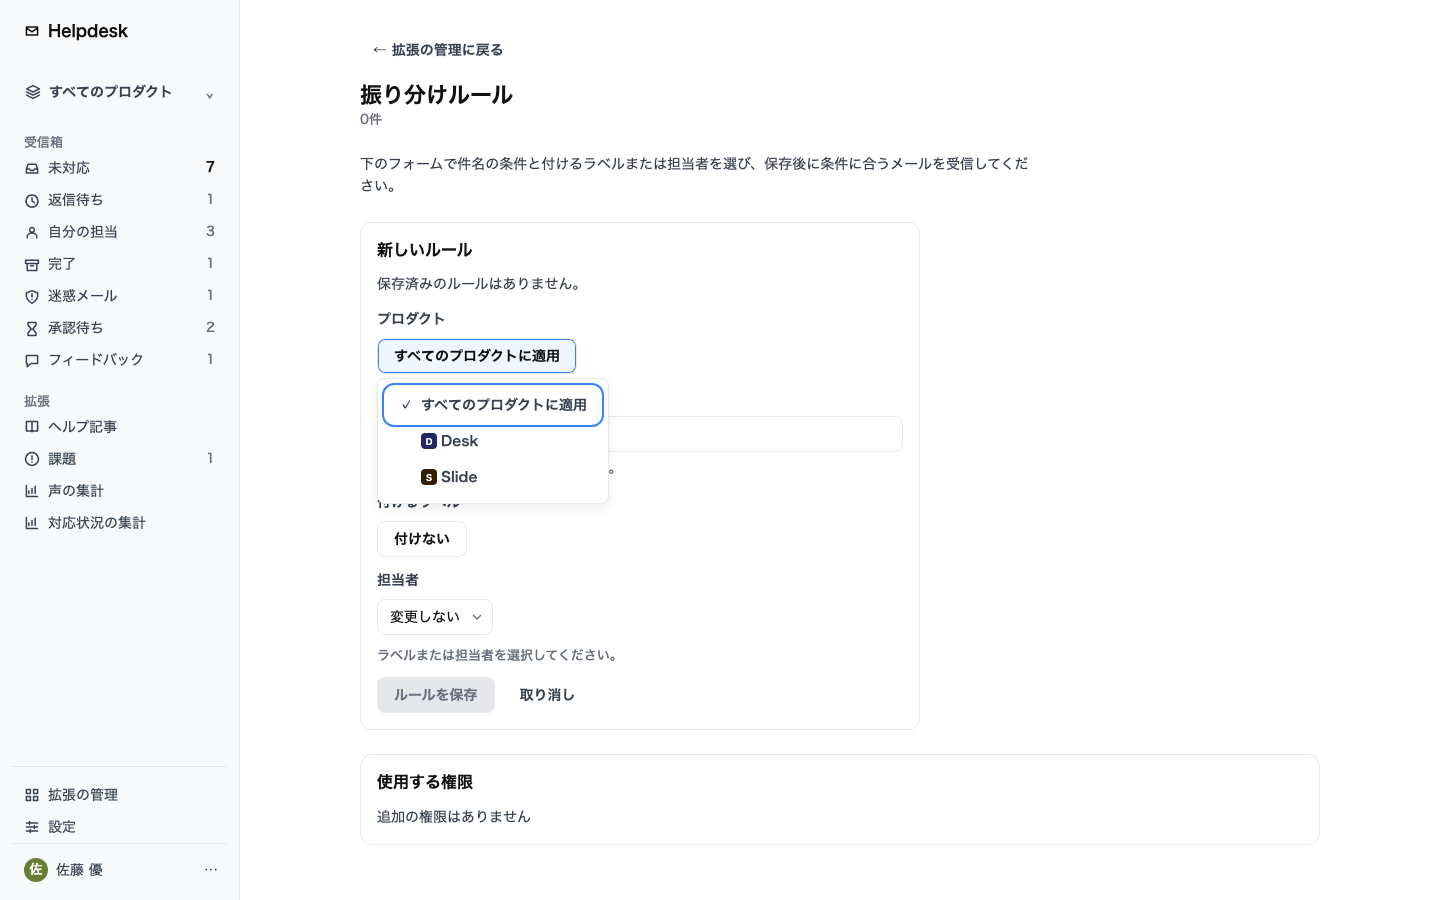 Helpdesk
すべてのプロダクト
受信箱
未対応 7
返信待ち 1
自分の担当 3
完了 1
迷惑メール 1
承認待ち 2
フィードバック 1
拡張
ヘルプ記事
課題 1
声の集計
対応状況の集計
拡張の管理
設定
佐 佐藤 優 …
← 拡張の管理に戻る
振り分けルール
0件
下のフォームで件名の条件と付けるラベルまたは担当者を選び、保存後に条件に合うメールを受信してくだ
さい。
新しいルール
保存済みのルールはありません。
プロダクト
すべてのプロダクトに適用
✓ すべてのプロダクトに適用
D Desk
S Slide
。
付けない
担当者
変更しない
ラベルまたは担当者を選択してください。
ルールを保存 取り消し
使用する権限
追加の権限はありません